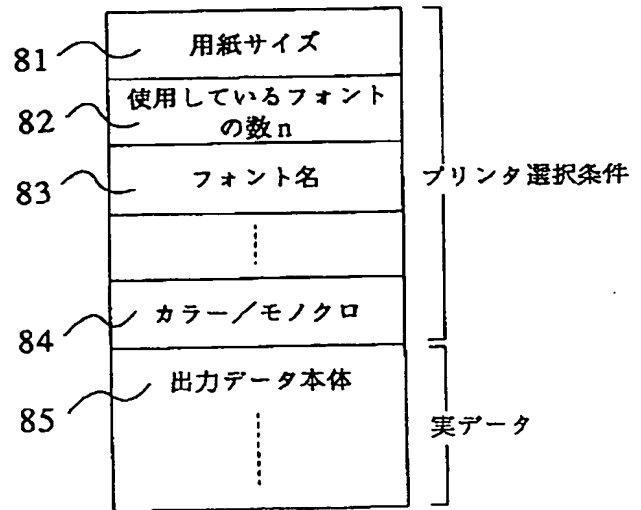 81
用紙サイズ
82
使用しているフォント
の数n
83
フォント名
プリンタ選択条件
84
カラー/モノクロ
85
出力データ本体
実データ